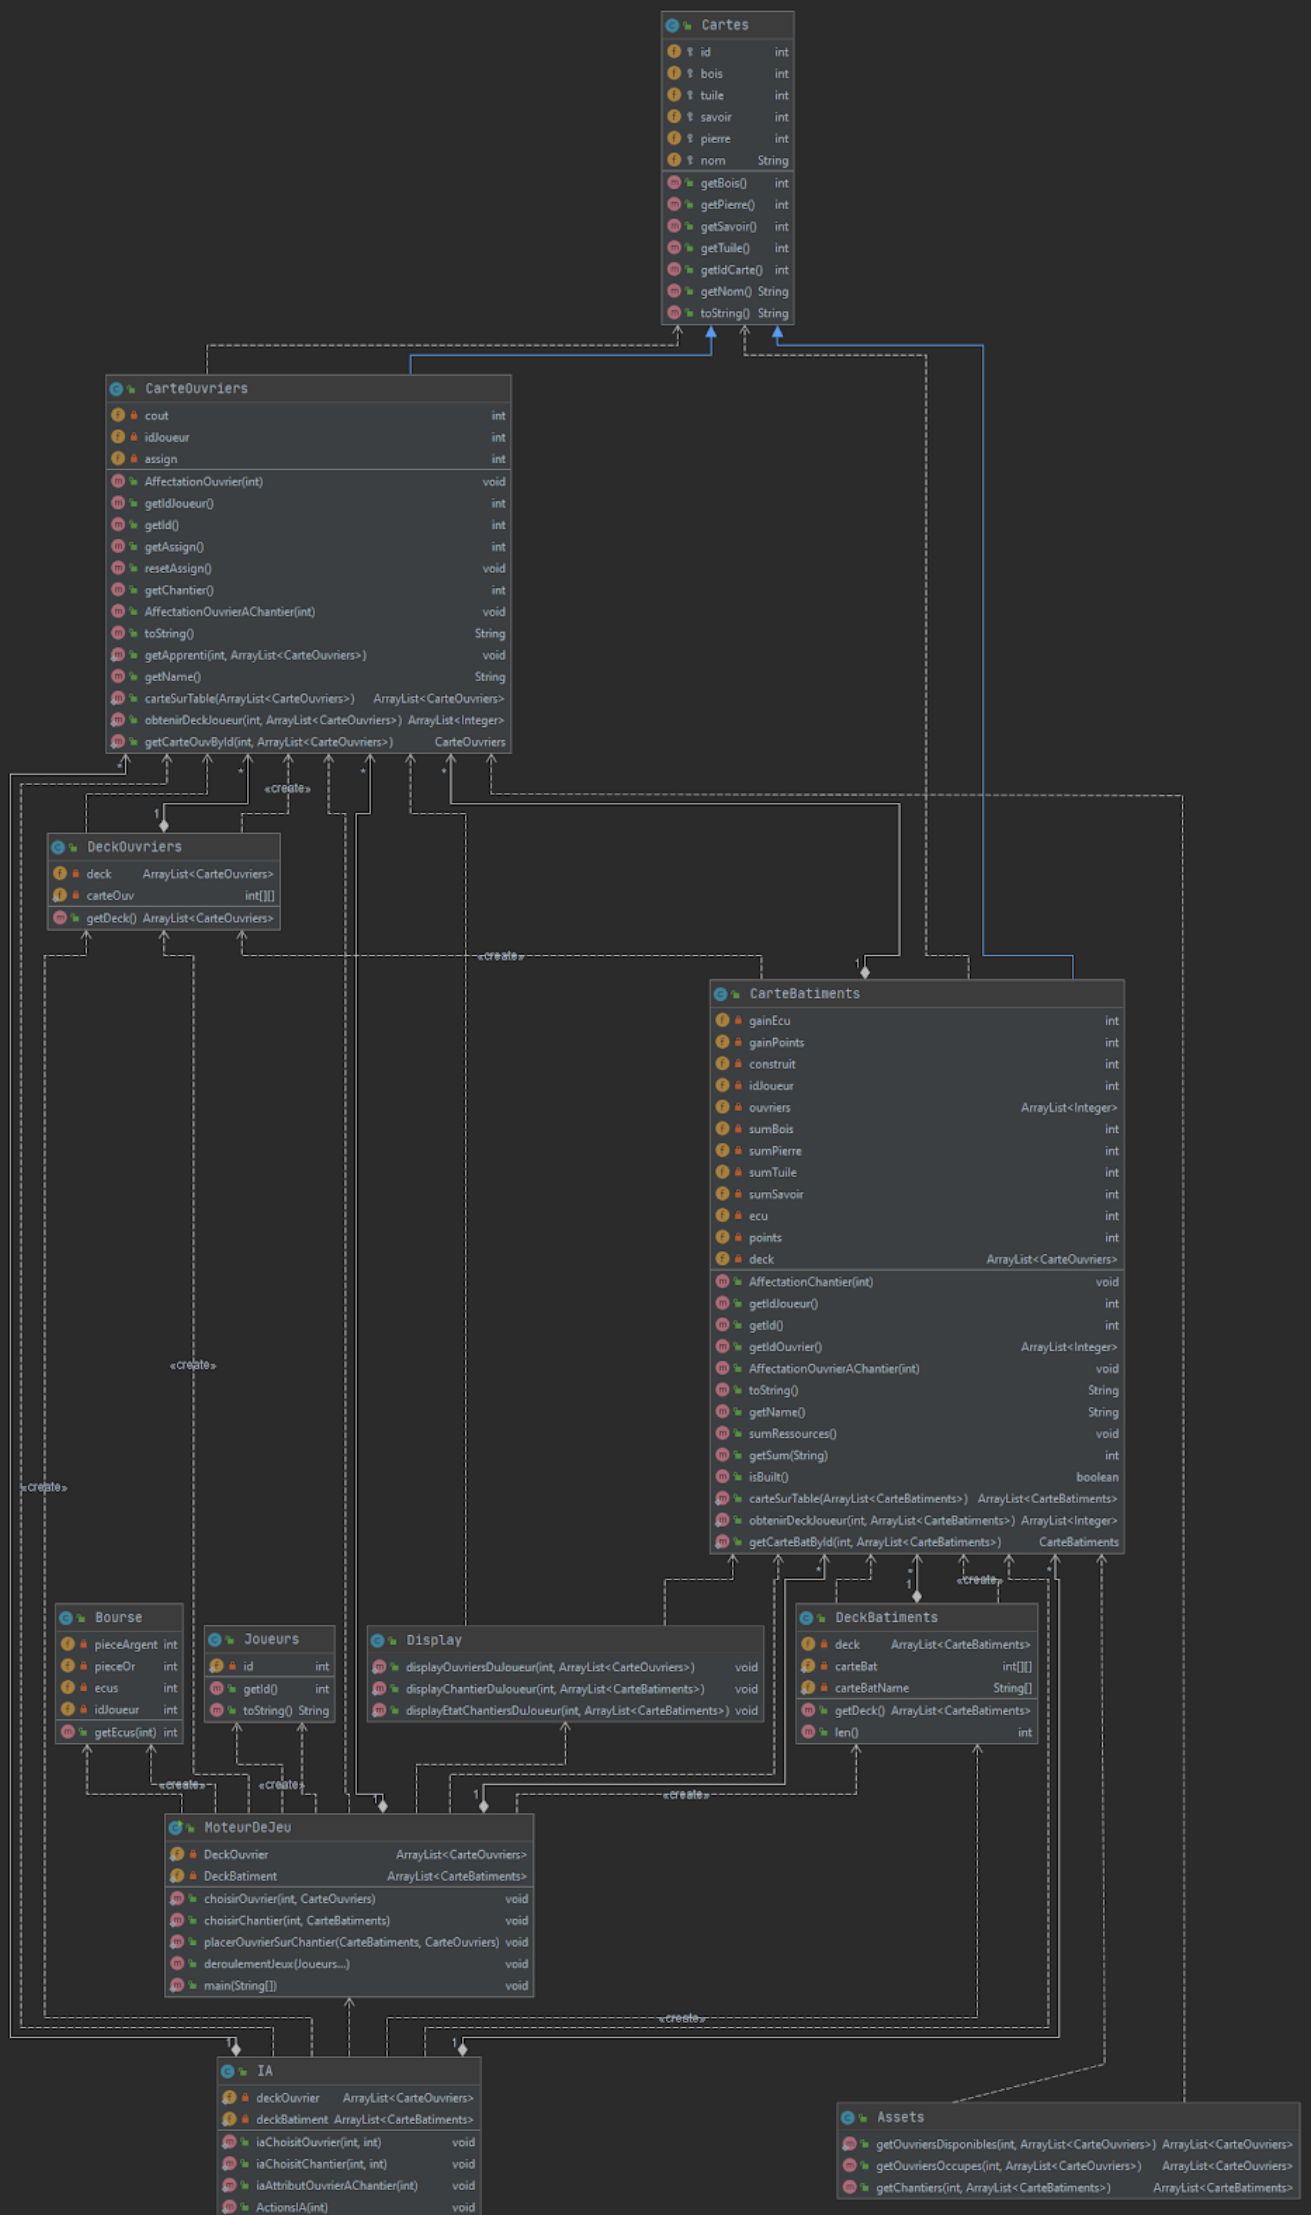 Cartes
id int
bois int
tuile int
savoir int
pierre int
nom String
getBois() int
getPierre() int
getSavoir() int
getTuile() int
getIdCarte() int
getNom() String
toString() String
CarteOuvriers
cout int
idJoueur int
assign int
AffectationOuvrier(int) void
getIdJoueur() int
getId() int
getAssign() int
resetAssign() void
getChantier() int
AffectationOuvrierAChantier(int) void
toString() String
getApprenti(int, ArrayList<CarteOuvriers>) void
getName() String
carteSurTable(ArrayList<CarteOuvriers>) ArrayList<CarteOuvriers>
obtenirDeckJoueur(int, ArrayList<CarteOuvriers>) ArrayList<Integer>
getCarteOuvById(int, ArrayList<CarteOuvriers>) CarteOuvriers
* * * *
«create»
1
DeckOuvriers
deck ArrayList<CarteOuvriers>
carteOuv int[][]
getDeck() ArrayList<CarteOuvriers>
«create»
1
CarteBatiments
gainEcu int
gainPoints int
construit int
idJoueur int
ouvriers ArrayList<Integer>
sumBois int
sumPierre int
sumTuile int
sumSavoir int
ecu int
points int
deck ArrayList<CarteOuvriers>
AffectationChantier(int) void
getIdJoueur() int
getId() int
getIdOuvrier() ArrayList<Integer>
AffectationOuvrierAChantier(int) void
toString() String
getName() String
sumRessources() void
getSum(String) int
isBuilt() boolean
carteSurTable(ArrayList<CarteBatiments>) ArrayList<CarteBatiments>
obtenirDeckJoueur(int, ArrayList<CarteBatiments>) ArrayList<Integer>
getCarteBatById(int, ArrayList<CarteBatiments>) CarteBatiments
«create»
«create»
* * *
1 «create»
Bourse
pieceArgent int
pieceOr int
ecus int
idJoueur int
getEcus(int) int
Joueurs
id int
getId() int
toString() String
Display
displayOuvriersDuJoueur(int, ArrayList<CarteOuvriers>) void
displayChantierDuJoueur(int, ArrayList<CarteBatiments>) void
displayEtatChantiersDuJoueur(int, ArrayList<CarteBatiments>) void
DeckBatiments
deck ArrayList<CarteBatiments>
carteBat int[][]
carteBatName String[]
getDeck() ArrayList<CarteBatiments>
len() int
«create» «create» 1 1 «create»
MoteurDeJeu
DeckOuvrier ArrayList<CarteOuvriers>
DeckBatiment ArrayList<CarteBatiments>
choisirOuvrier(int, CarteOuvriers) void
choisirChantier(int, CarteBatiments) void
placerOuvrierSurChantier(CarteBatiments, CarteOuvriers) void
deroulementJeux(Joueurs...) void
main(String[]) void
«create»
1 1
IA
deckOuvrier ArrayList<CarteOuvriers>
deckBatiment ArrayList<CarteBatiments>
iaChoisitOuvrier(int, int) void
iaChoisitChantier(int, int) void
iaAttributOuvrierAChantier(int) void
ActionsIA(int) void
Assets
getOuvriersDisponibles(int, ArrayList<CarteOuvriers>) ArrayList<CarteOuvriers>
getOuvriersOccupes(int, ArrayList<CarteOuvriers>) ArrayList<CarteOuvriers>
getChantiers(int, ArrayList<CarteBatiments>) ArrayList<CarteBatiments>